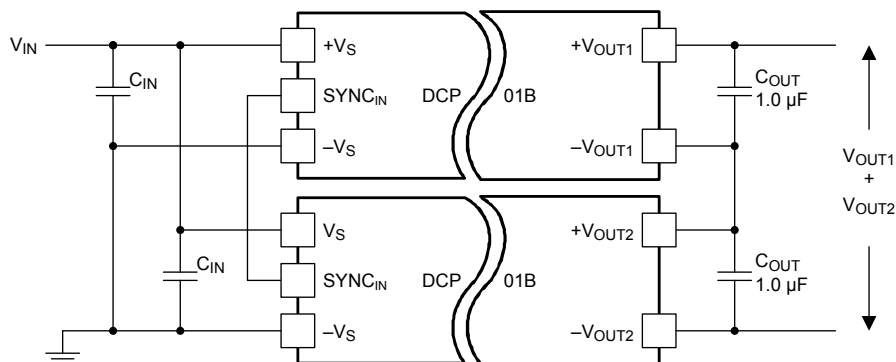 V_IN
C_IN
+V_S
SYNC_IN
–V_S
DCP
01B
+V_OUT1
–V_OUT1
C_OUT
1.0 µF
V_OUT1
+
V_OUT2
C_IN
V_S
SYNC_IN
–V_S
DCP
01B
+V_OUT2
–V_OUT2
C_OUT
1.0 µF